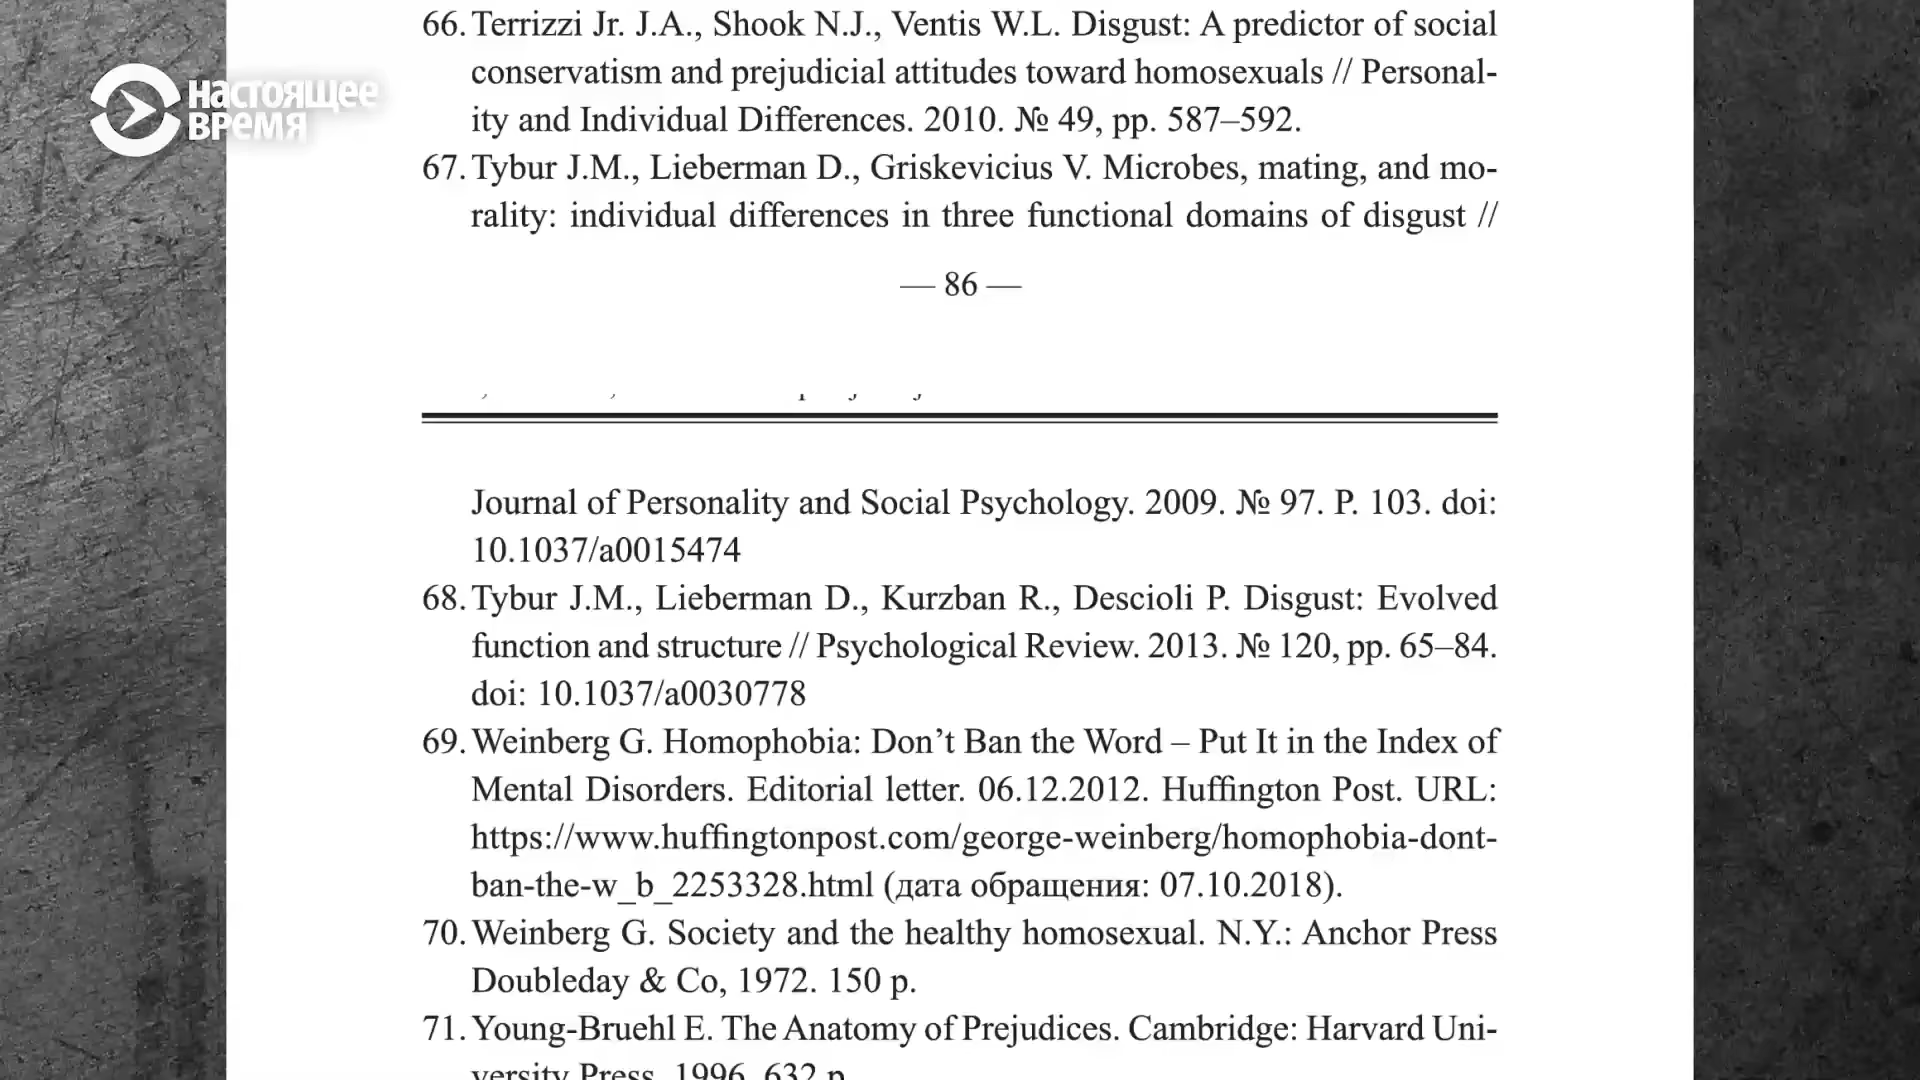 настоящее
время
66. Terrizzi Jr. J.A., Shook N.J., Ventis W.L. Disgust: A predictor of social
conservatism and prejudicial attitudes toward homosexuals // Personal-
ity and Individual Differences. 2010. № 49, pp. 587–592.
67. Tybur J.M., Lieberman D., Griskevicius V. Microbes, mating, and mo-
rality: individual differences in three functional domains of disgust //
— 86 —
Journal of Personality and Social Psychology. 2009. № 97. P. 103. doi:
10.1037/a0015474
68. Tybur J.M., Lieberman D., Kurzban R., Descioli P. Disgust: Evolved
function and structure // Psychological Review. 2013. № 120, pp. 65–84.
doi: 10.1037/a0030778
69. Weinberg G. Homophobia: Don’t Ban the Word – Put It in the Index of
Mental Disorders. Editorial letter. 06.12.2012. Huffington Post. URL:
https://www.huffingtonpost.com/george-weinberg/homophobia-dont-
ban-the-w_b_2253328.html (дата обращения: 07.10.2018).
70. Weinberg G. Society and the healthy homosexual. N.Y.: Anchor Press
Doubleday & Co, 1972. 150 p.
71. Young-Bruehl E. The Anatomy of Prejudices. Cambridge: Harvard Uni-
versity Press, 1996. 632 p.